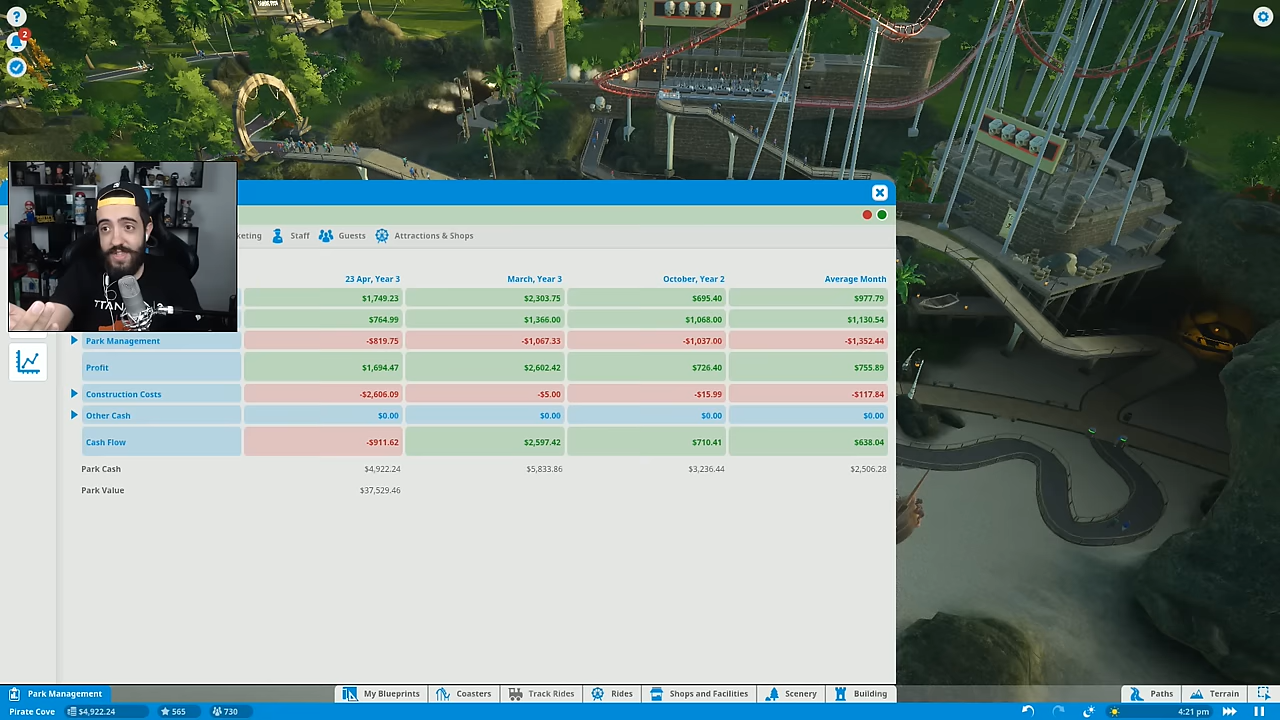 ?
2
keting Staff Guests Attractions & Shops
23 Apr, Year 3 March, Year 3 October, Year 2 Average Month
$1,749.23 $2,303.75 $695.40 $977.79
$764.99 $1,366.00 $1,068.00 $1,130.54
Park Management -$819.75 -$1,067.33 -$1,037.00 -$1,352.44
Profit $1,694.47 $2,602.42 $726.40 $755.89
Construction Costs -$2,606.09 -$5.00 -$15.99 -$117.84
Other Cash $0.00 $0.00 $0.00 $0.00
Cash Flow -$911.62 $2,597.42 $710.41 $638.04
Park Cash $4,922.24 $5,833.86 $3,236.44 $2,506.28
Park Value $37,529.46
Park Management My Blueprints Coasters Track Rides Rides Shops and Facilities Scenery Building Paths Terrain
Pirate Cove $4,922.24 565 730 4:21 pm